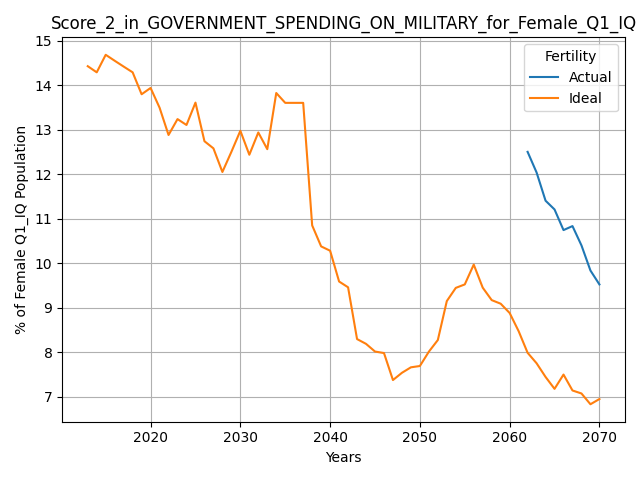 Score_2_in_GOVERNMENT_SPENDING_ON_MILITARY_for_Female_Q1_IQ
Fertility
Actual
Ideal
% of Female Q1_IQ Population
15
14
13
12
11
10
9
8
7
2020 2030 2040 2050 2060 2070
Years